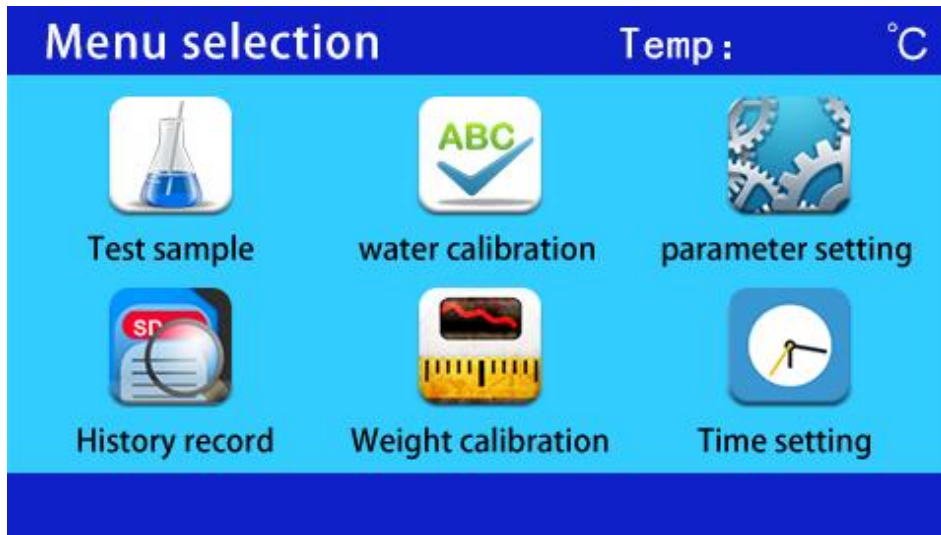 Menu selection Temp: ℃
ABC
Test sample water calibration parameter setting
SD
History record Weight calibration Time setting